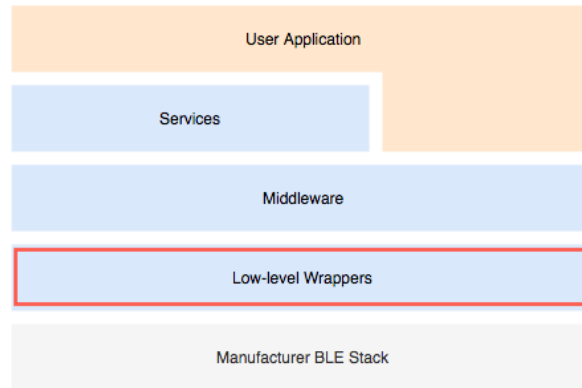 User Application
Services
Middleware
Low-level Wrappers
Manufacturer BLE Stack